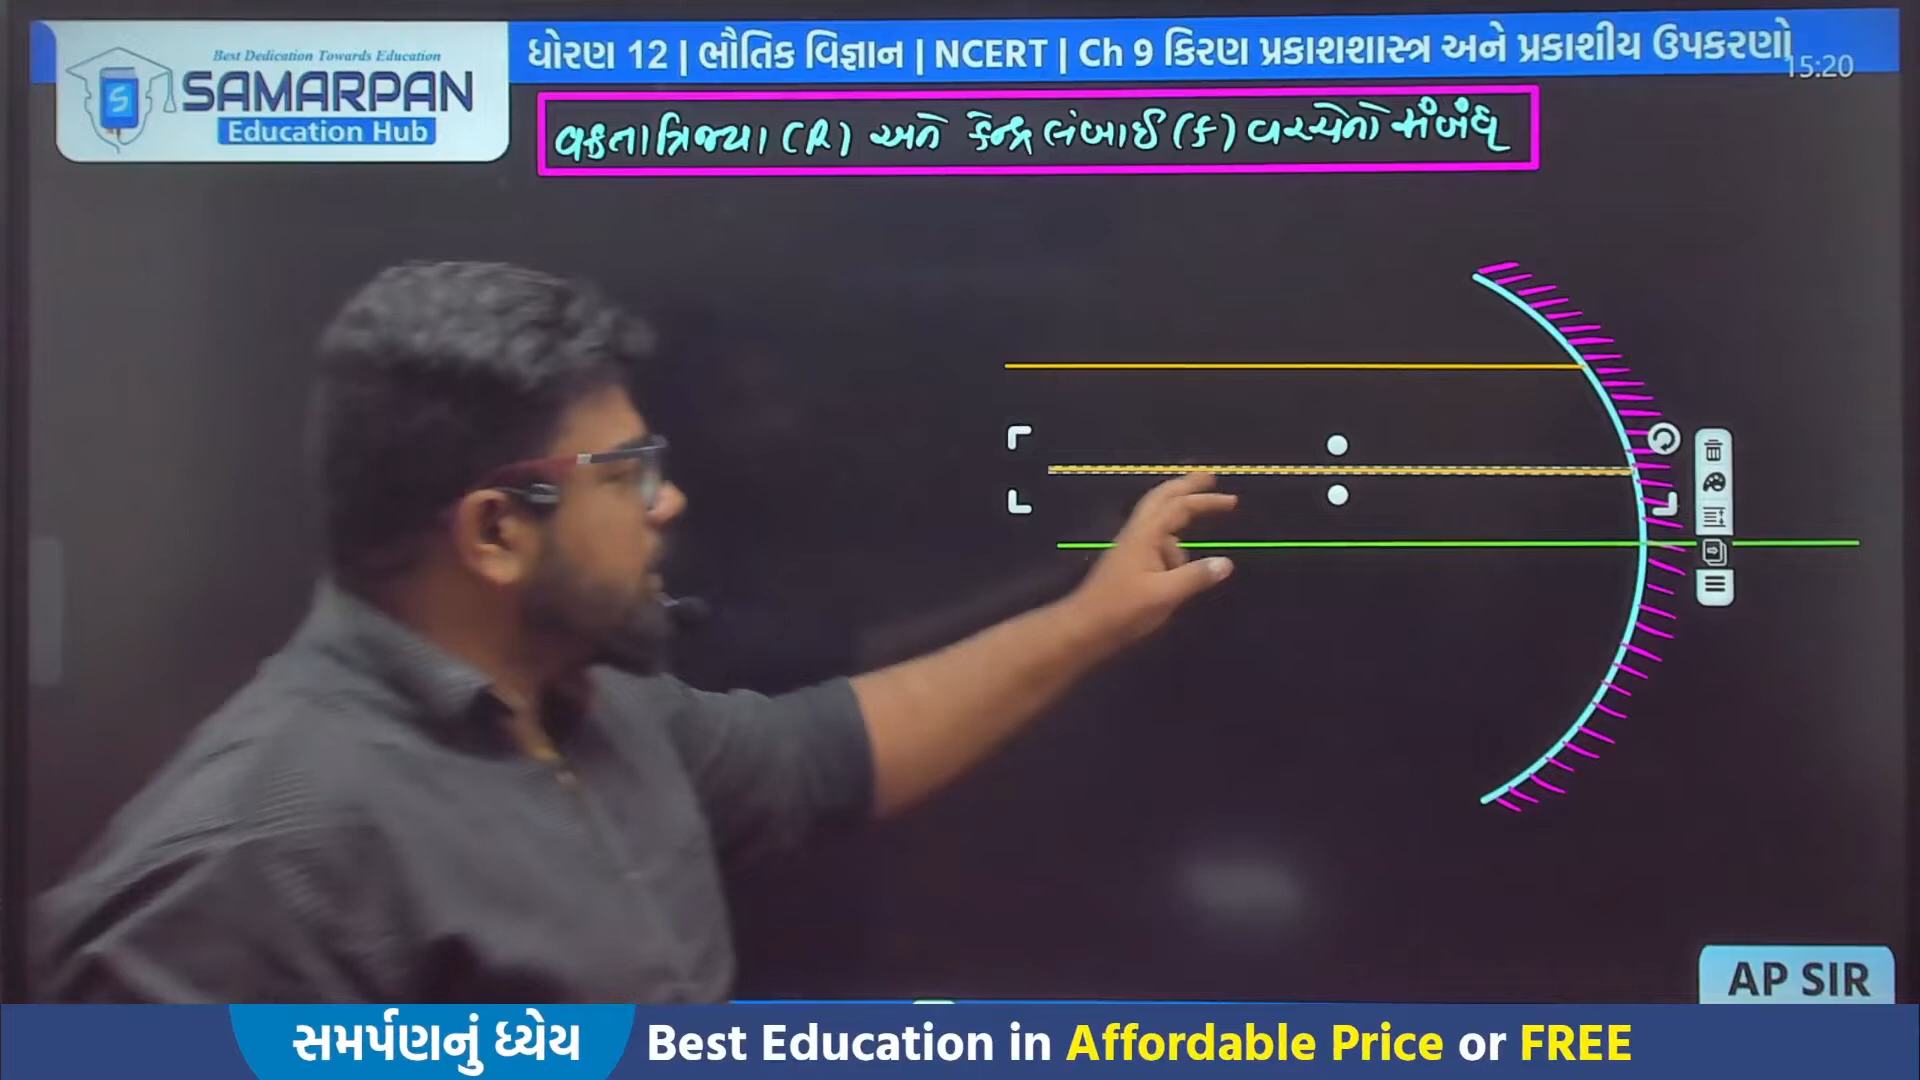 Best Dedication Towards Education
SAMARPAN
Education Hub
S
ધોરણ 12 | ભૌતિક વિજ્ઞાન | NCERT | Ch 9 કિરણ પ્રકાશશાસ્ત્ર અને પ્રકાશીય ઉપકરણો
15:20
વક્રતાત્રિજ્યા (R) અને કેન્દ્રલંબાઈ (f) વચ્ચેનો સંબંધ
AP SIR
સમર્પણનું ધ્યેય
Best Education in Affordable Price or FREE